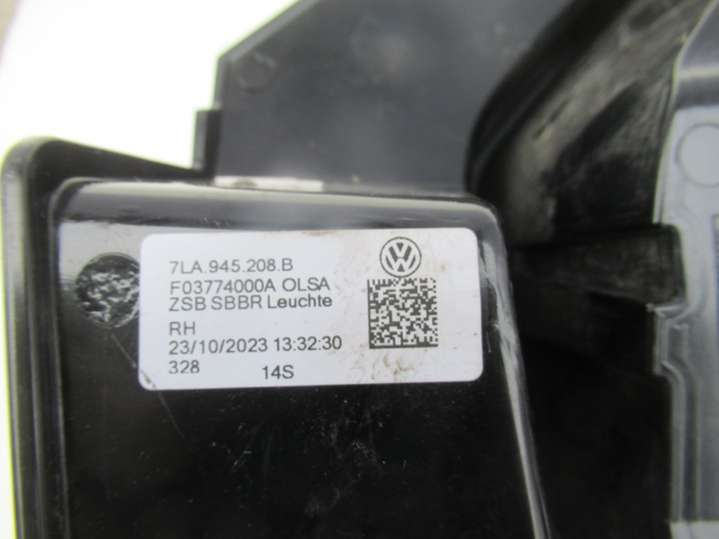 7LA.945.208.B
F03774000A OLSA
ZSB SBBR Leuchte
RH
23/10/2023 13:32:30
328 14S